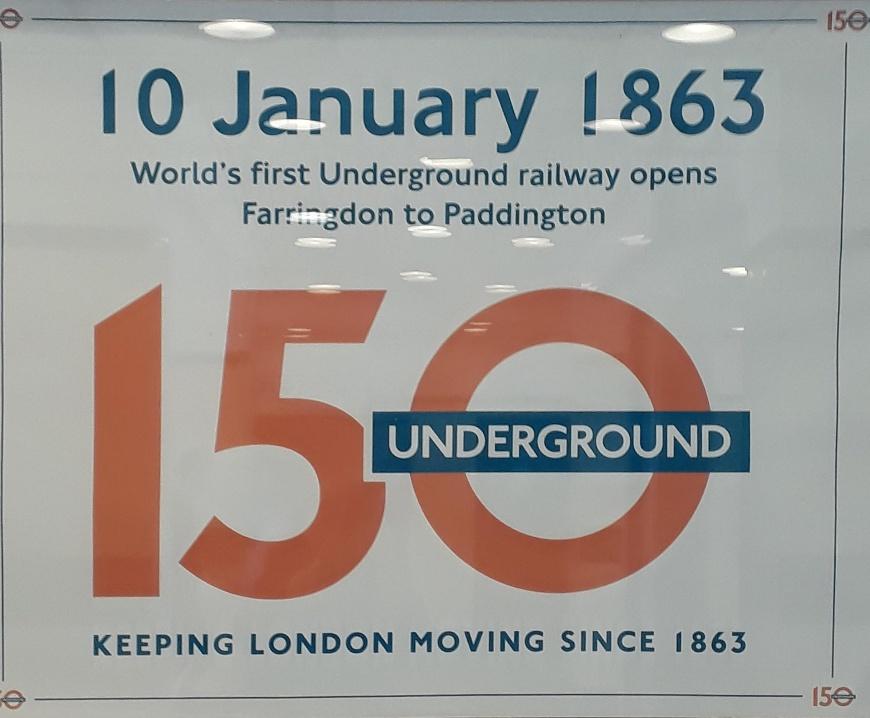 150
10 January 1863
World's first Underground railway opens
Farringdon to Paddington
150
UNDERGROUND
KEEPING LONDON MOVING SINCE 1863
150